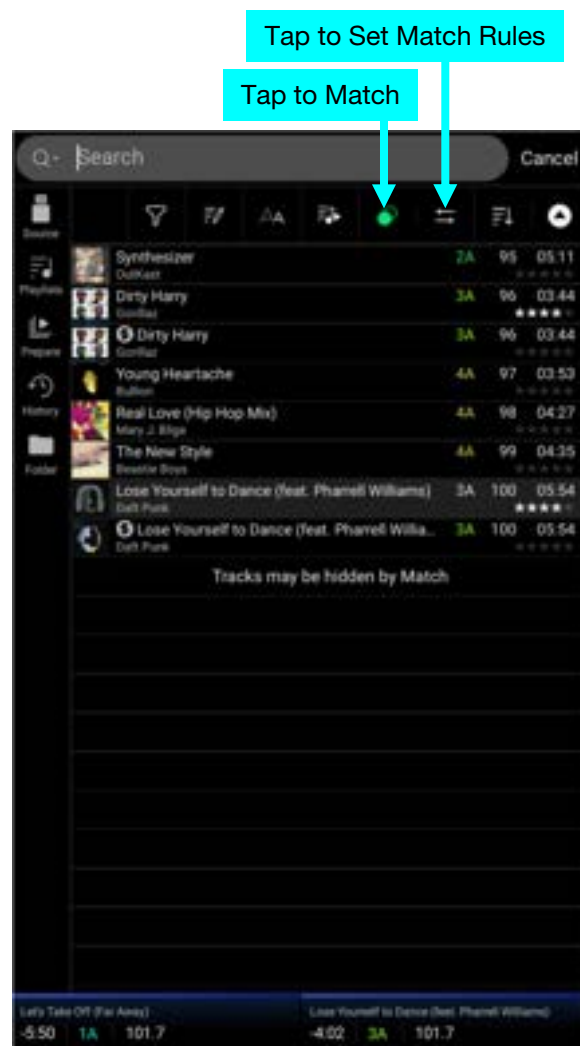 Tap to Set Match Rules
Tap to Match
Search
Cancel
AA
Source
Playlists
Prepare
History
Folder
Synthesizer 2A 95 05:11
OutKast
Dirty Harry 3A 96 03:44
Gorillaz
Dirty Harry 3A 96 03:44
Gorillaz
Young Heartache 4A 97 03:53
Bullion
Real Love (Hip Hop Mix) 4A 98 04:27
Mary J. Blige
The New Style 4A 99 04:35
Beastie Boys
Lose Yourself to Dance (feat. Pharrell Williams) 3A 100 05:54
Daft Punk
Lose Yourself to Dance (feat. Pharrell Willia... 3A 100 05:54
Daft Punk
Tracks may be hidden by Match
Let's Take Off (Far Away)
-5:50 1A 101.7
Lose Yourself to Dance (feat. Pharrell Williams)
-4:02 3A 101.7